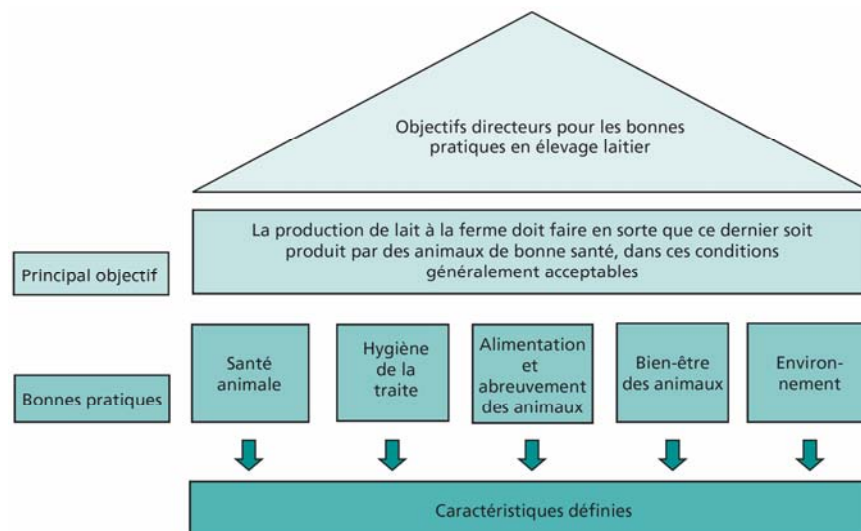 Objectifs directeurs pour les bonnes
pratiques en élevage laitier
La production de lait à la ferme doit faire en sorte que ce dernier soit
produit par des animaux de bonne santé, dans ces conditions
généralement acceptables
Principal objectif
Santé
animale
Hygiène
de la
traite
Alimentation
et
abreuvement
des animaux
Bien-être
des animaux
Environ-
nement
Bonnes pratiques
Caractéristiques définies